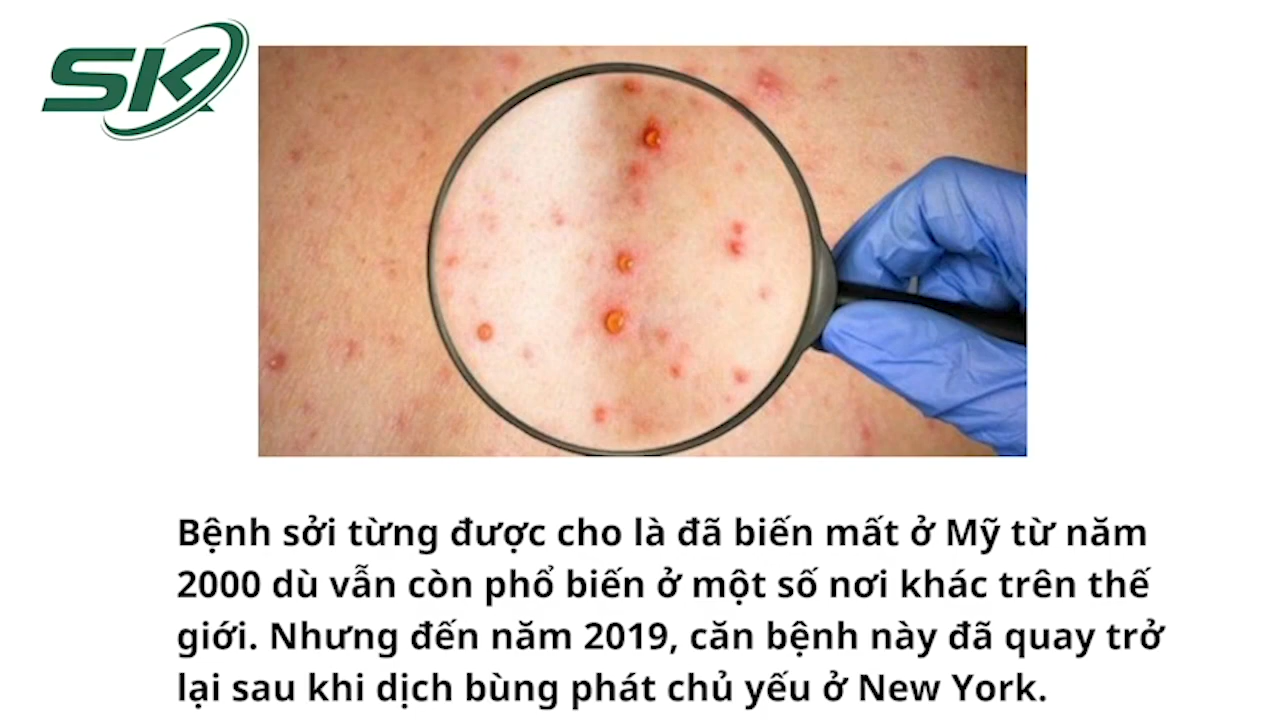 SK
Bệnh sởi từng được cho là đã biến mất ở Mỹ từ năm
2000 dù vẫn còn phổ biến ở một số nơi khác trên thế
giới. Nhưng đến năm 2019, căn bệnh này đã quay trở
lại sau khi dịch bùng phát chủ yếu ở New York.